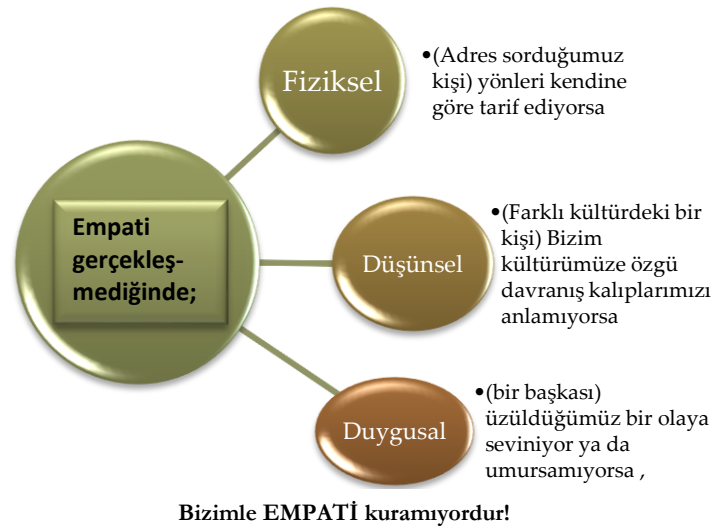 Fiziksel
•(Adres sorduğumuz
kişi) yönleri kendine
göre tarif ediyorsa
Empati
gerçekleş-
mediğinde;
Düşünsel
•(Farklı kültürdeki bir
kişi) Bizim
kültürümüze özgü
davranış kalıplarımızı
anlamıyorsa
Duygusal
•(bir başkası)
üzüldüğümüz bir olaya
seviniyor ya da
umursamıyorsa ,
Bizimle EMPATİ kuramıyordur!